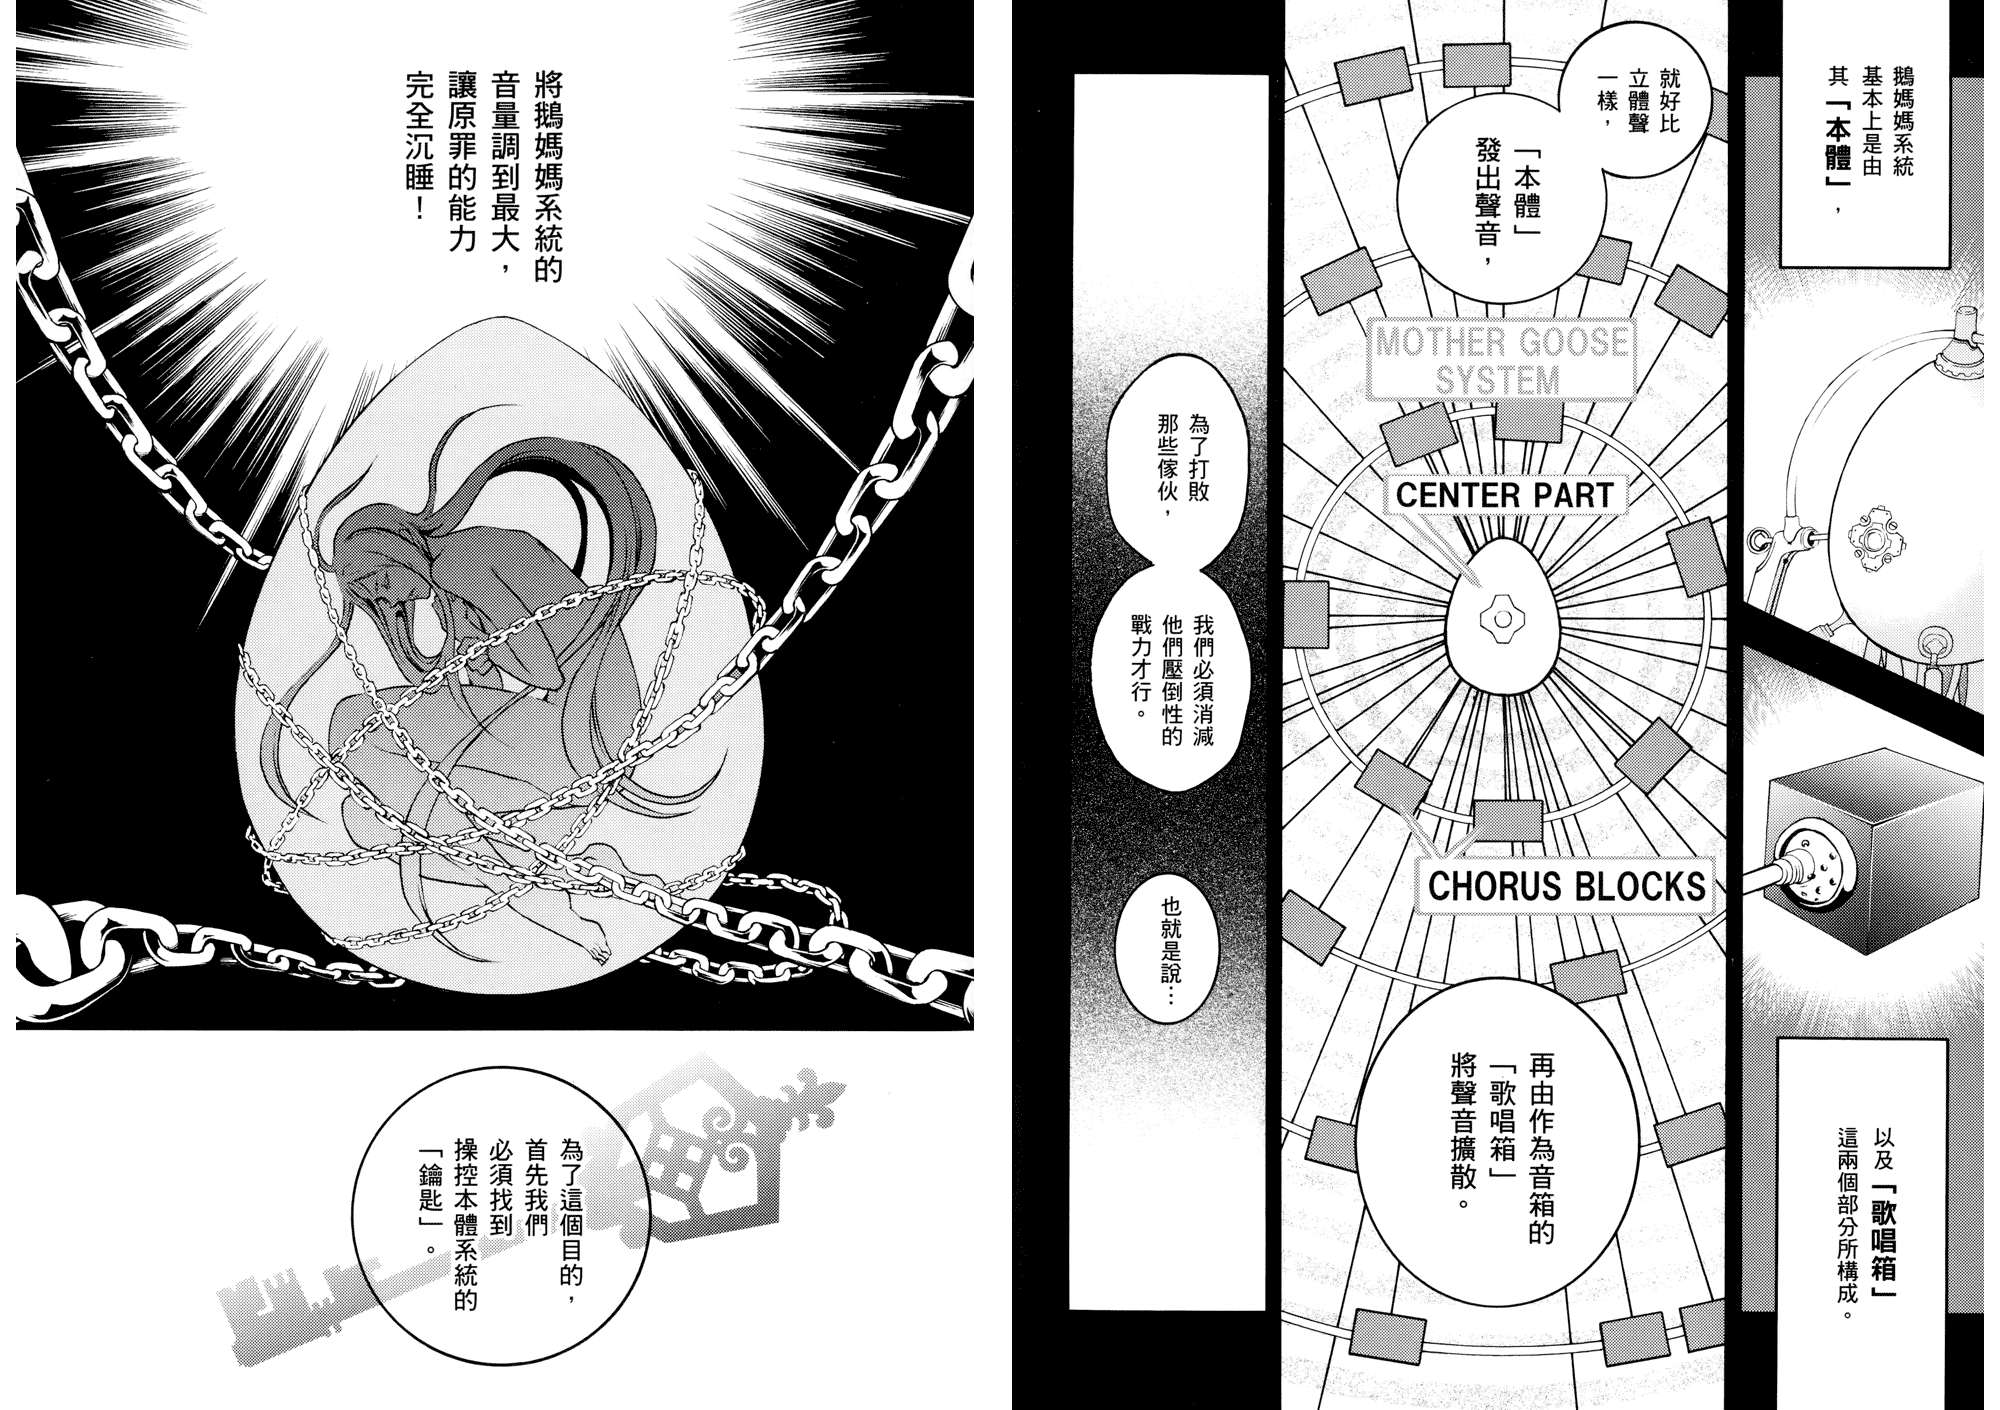 鵝媽媽系統
基本上是由
其「本體」，
以及「歌唱箱」
這兩個部分所構成。
就好比
立體聲
一樣，
「本體」
發出聲音，
MOTHER GOOSE
SYSTEM
CENTER PART
CHORUS BLOCKS
再由作為音箱的
「歌唱箱」
將聲音擴散。
為了打敗
那些傢伙，
我們必須消減
他們壓倒性的
戰力才行。
也就是說…
將鵝媽媽系統的
音量調到最大，
讓原罪的能力
完全沉睡！
為了這個目的，
首先我們
必須找到
操控本體系統的
「鑰匙」。